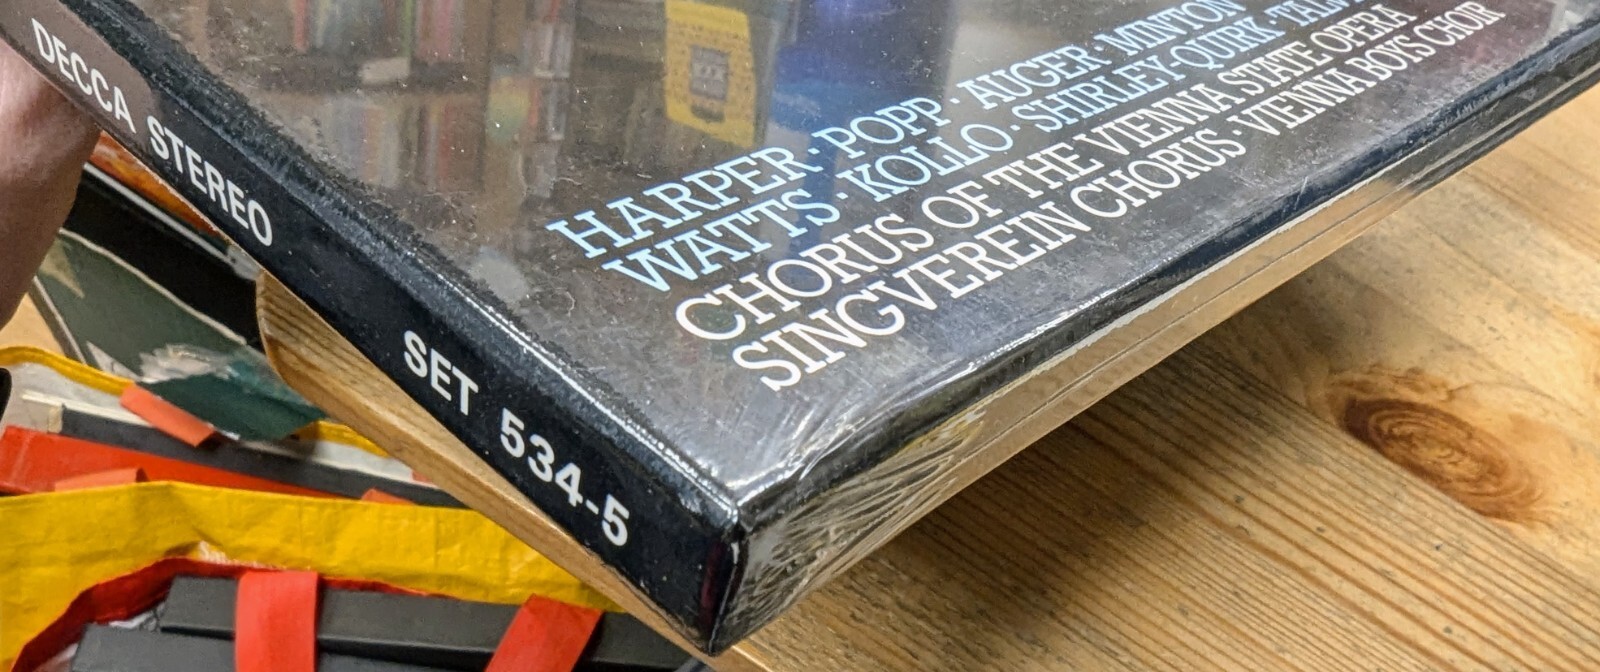 DECCA STEREO
SET 534-5
HARPER · POPP · AUGER · MINTON
WATTS · KOLLO · SHIRLEY-QUIRK ·
CHORUS OF THE VIENNA STATE OPERA
SINGVEREIN CHORUS · VIENNA BOYS CHOIR